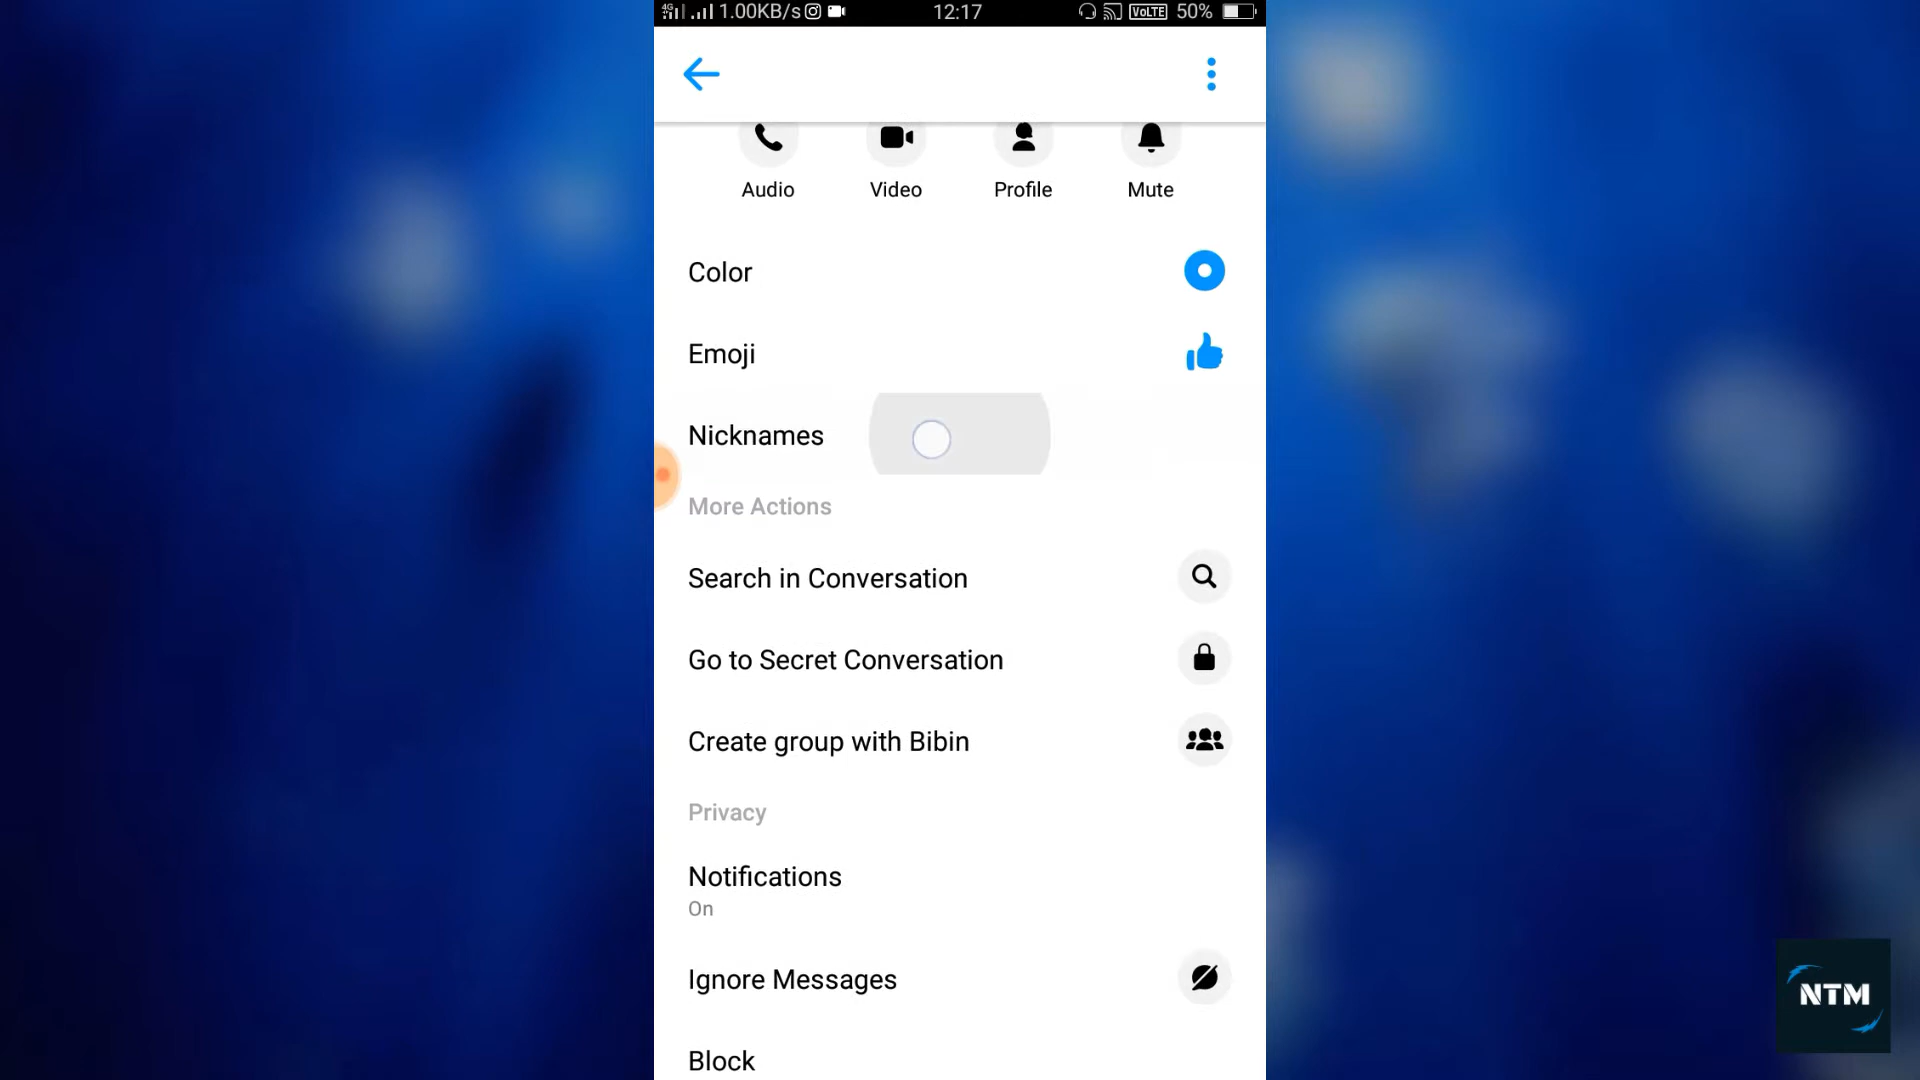 4G 1.00KB/s 12:17 VoLTE 50%
Audio Video Profile Mute
Color
Emoji
Nicknames
More Actions
Search in Conversation
Go to Secret Conversation
Create group with Bibin
Privacy
Notifications
On
Ignore Messages
Block
NTM